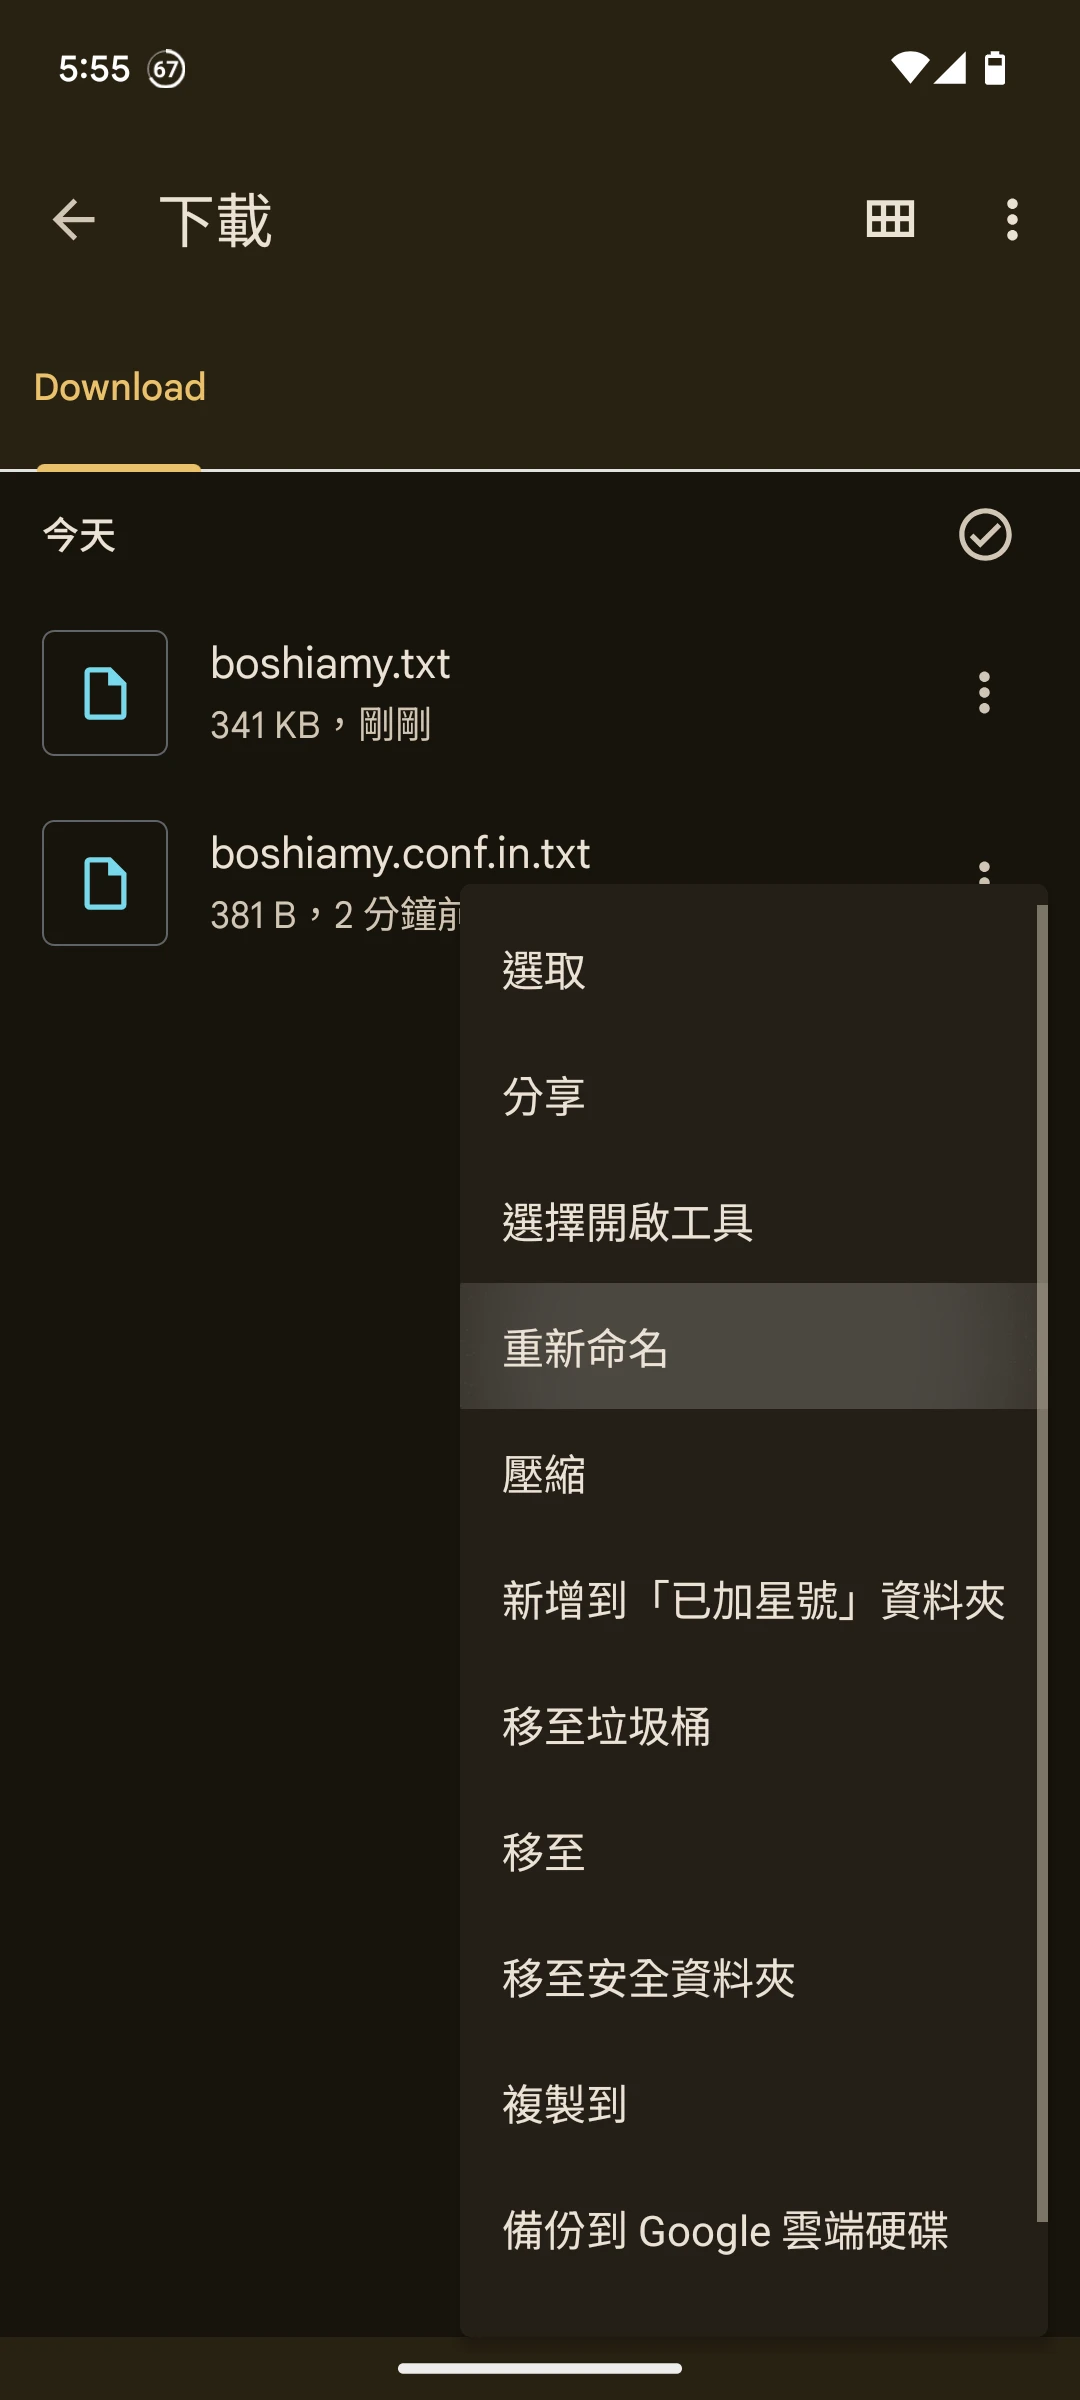 5:55 67
下載
Download
今天
boshiamy.txt
341 KB，剛剛
boshiamy.conf.in.txt
381 B，2 分鐘前
選取
分享
選擇開啟工具
重新命名
壓縮
新增到「已加星號」資料夾
移至垃圾桶
移至
移至安全資料夾
複製到
備份到 Google 雲端硬碟